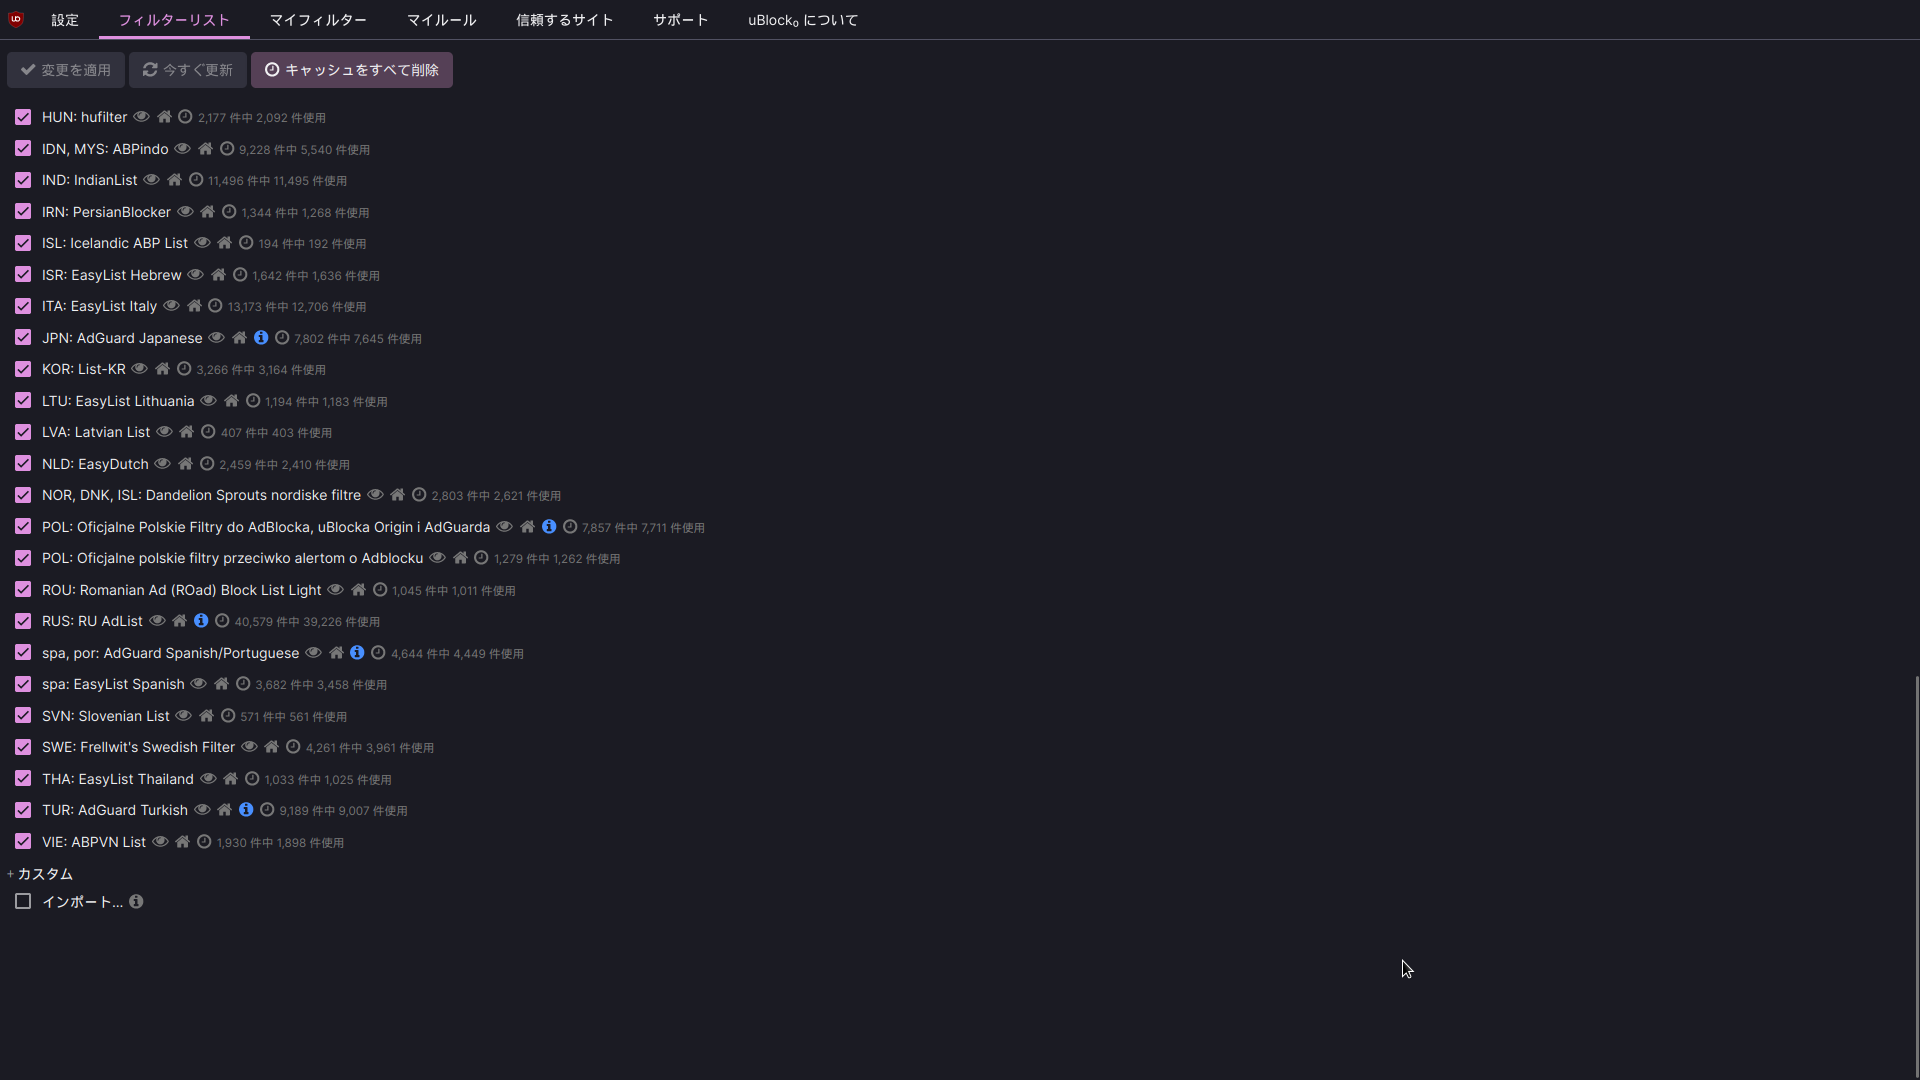 設定 フィルターリスト マイフィルター マイルール 信頼するサイト サポート uBlock₀ について
変更を適用 今すぐ更新 キャッシュをすべて削除
HUN: hufilter 2,177 件中 2,092 件使用
IDN, MYS: ABPindo 9,228 件中 5,540 件使用
IND: IndianList 11,496 件中 11,495 件使用
IRN: PersianBlocker 1,344 件中 1,268 件使用
ISL: Icelandic ABP List 194 件中 192 件使用
ISR: EasyList Hebrew 1,642 件中 1,636 件使用
ITA: EasyList Italy 13,173 件中 12,706 件使用
JPN: AdGuard Japanese 7,802 件中 7,645 件使用
KOR: List-KR 3,266 件中 3,164 件使用
LTU: EasyList Lithuania 1,194 件中 1,183 件使用
LVA: Latvian List 407 件中 403 件使用
NLD: EasyDutch 2,459 件中 2,410 件使用
NOR, DNK, ISL: Dandelion Sprouts nordiske filtre 2,803 件中 2,621 件使用
POL: Oficjalne Polskie Filtry do AdBlocka, uBlocka Origin i AdGuarda 7,857 件中 7,711 件使用
POL: Oficjalne polskie filtry przeciwko alertom o Adblocku 1,279 件中 1,262 件使用
ROU: Romanian Ad (ROad) Block List Light 1,045 件中 1,011 件使用
RUS: RU AdList 40,579 件中 39,226 件使用
spa, por: AdGuard Spanish/Portuguese 4,644 件中 4,449 件使用
spa: EasyList Spanish 3,682 件中 3,458 件使用
SVN: Slovenian List 571 件中 561 件使用
SWE: Frellwit's Swedish Filter 4,261 件中 3,961 件使用
THA: EasyList Thailand 1,033 件中 1,025 件使用
TUR: AdGuard Turkish 9,189 件中 9,007 件使用
VIE: ABPVN List 1,930 件中 1,898 件使用
+ カスタム
インポート...